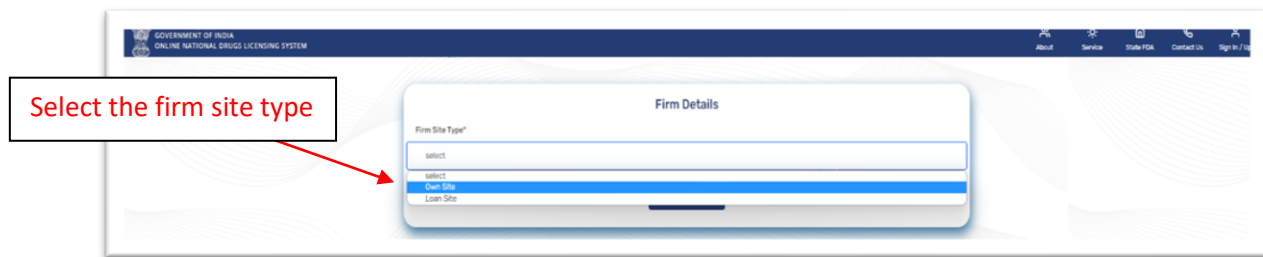 GOVERNMENT OF INDIA
ONLINE NATIONAL DRUGS LICENSING SYSTEM
About
Service
State FDA
Contact Us
Sign In / Up
Select the firm site type
Firm Details
Firm Site Type*
select
select
Own Site
Loan Site